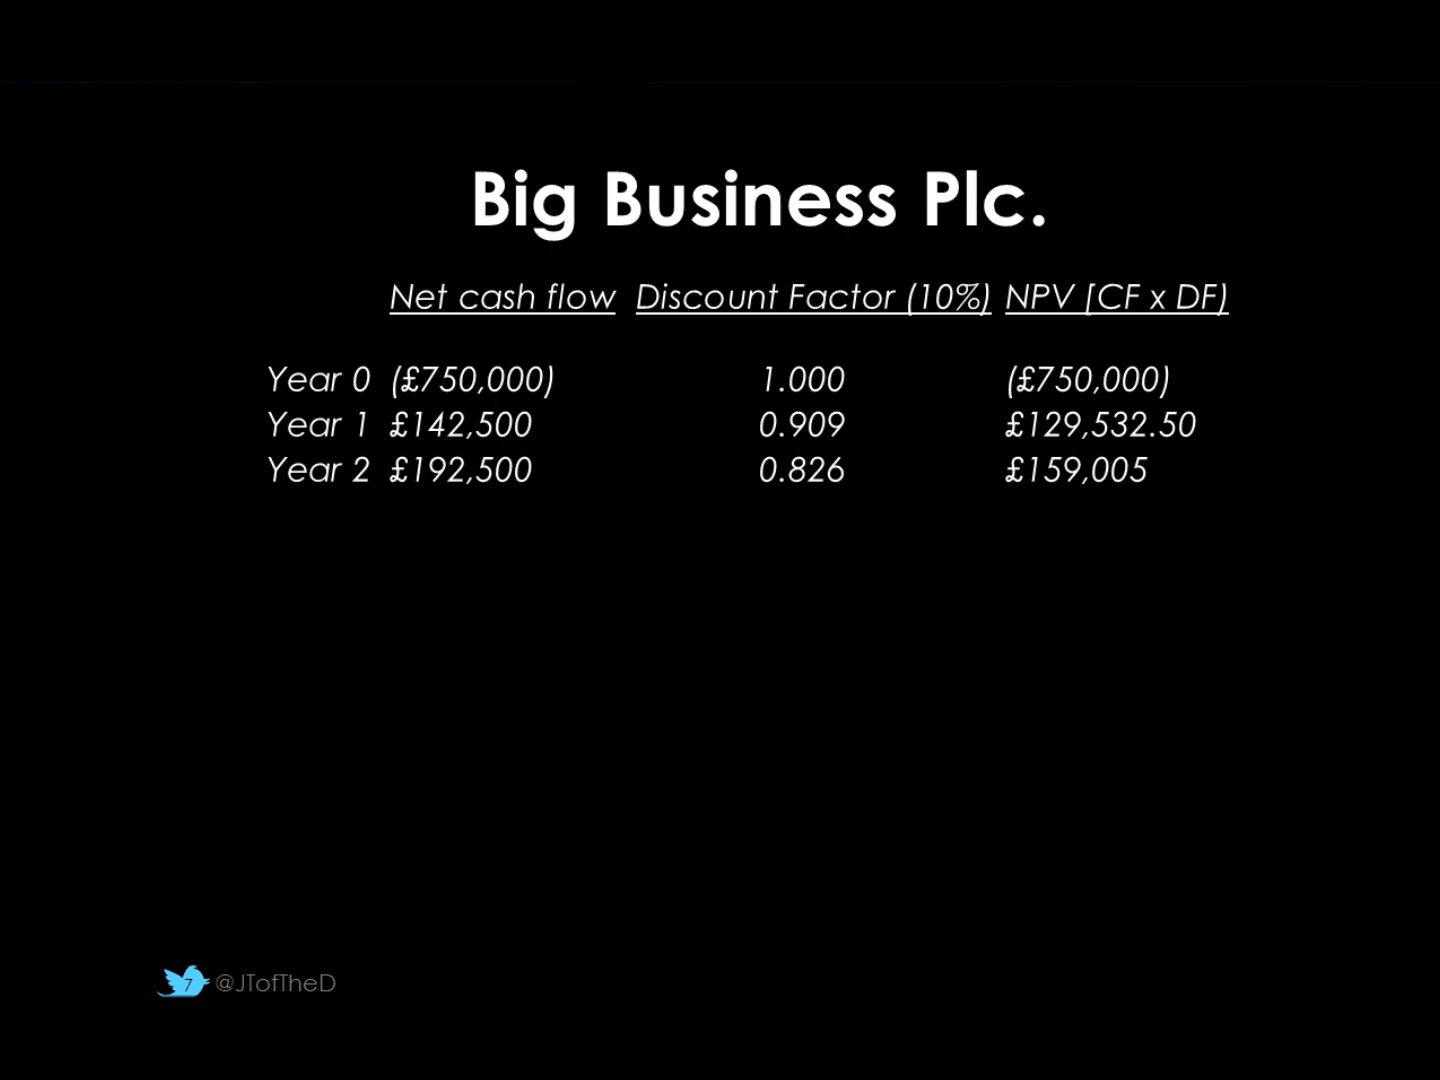 Big Business Plc.
Net cash flow Discount Factor (10%) NPV [CF x DF)
Year 0 (£750,000) 1.000 (£750,000)
Year 1 £142,500 0.909 £129,532.50
Year 2 £192,500 0.826 £159,005
7 @JTofTheD